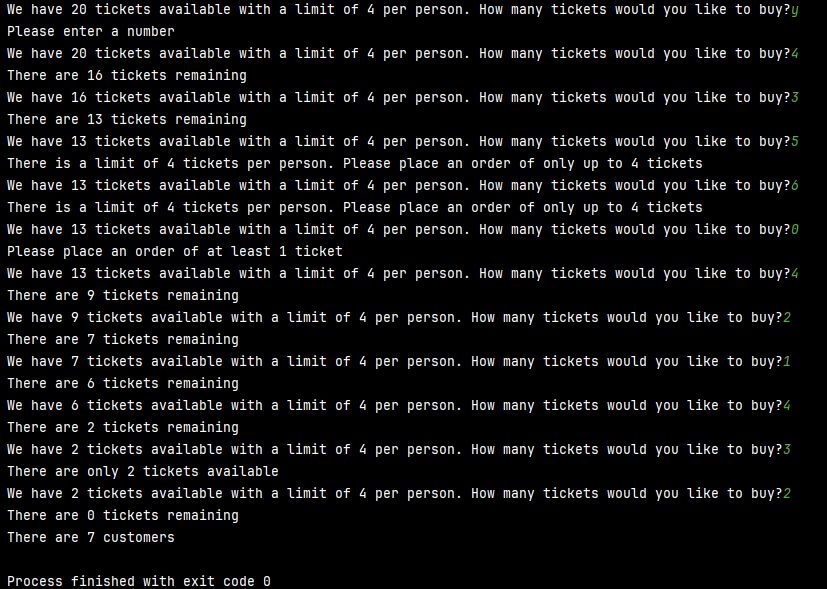 We have 20 tickets available with a limit of 4 per person. How many tickets would you like to buy?y
Please enter a number
We have 20 tickets available with a limit of 4 per person. How many tickets would you like to buy?4
There are 16 tickets remaining
We have 16 tickets available with a limit of 4 per person. How many tickets would you like to buy?3
There are 13 tickets remaining
We have 13 tickets available with a limit of 4 per person. How many tickets would you like to buy?5
There is a limit of 4 tickets per person. Please place an order of only up to 4 tickets
We have 13 tickets available with a limit of 4 per person. How many tickets would you like to buy?6
There is a limit of 4 tickets per person. Please place an order of only up to 4 tickets
We have 13 tickets available with a limit of 4 per person. How many tickets would you like to buy?0
Please place an order of at least 1 ticket
We have 13 tickets available with a limit of 4 per person. How many tickets would you like to buy?4
There are 9 tickets remaining
We have 9 tickets available with a limit of 4 per person. How many tickets would you like to buy?2
There are 7 tickets remaining
We have 7 tickets available with a limit of 4 per person. How many tickets would you like to buy?1
There are 6 tickets remaining
We have 6 tickets available with a limit of 4 per person. How many tickets would you like to buy?4
There are 2 tickets remaining
We have 2 tickets available with a limit of 4 per person. How many tickets would you like to buy?3
There are only 2 tickets available
We have 2 tickets available with a limit of 4 per person. How many tickets would you like to buy?2
There are 0 tickets remaining
There are 7 customers
Process finished with exit code 0